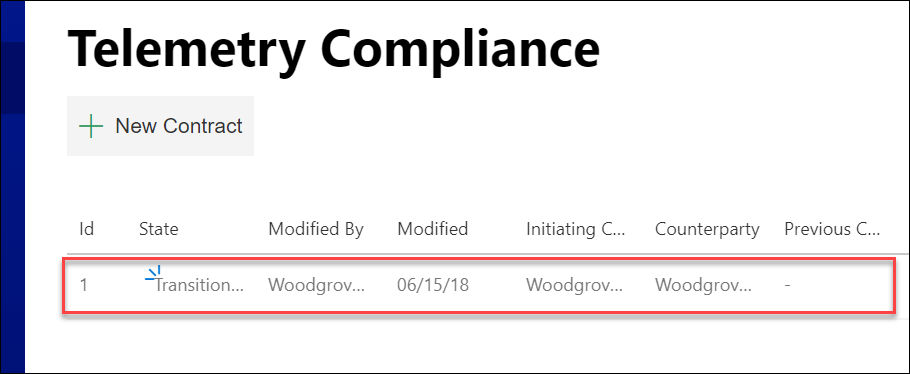 Telemetry Compliance
New Contract
Id State Modified By Modified Initiating C... Counterparty Previous C...
1 Transition... Woodgrov... 06/15/18 Woodgrov... Woodgrov... -